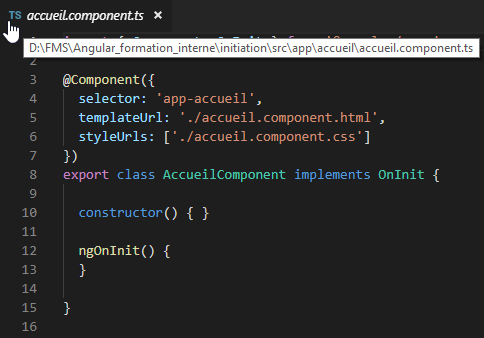 TS accueil.component.ts ×
D:\FMS\Angular_formation_interne\initiation\src\app\accueil\accueil.component.ts
2
3 @Component({
4 selector: 'app-accueil',
5 templateUrl: './accueil.component.html',
6 styleUrls: ['./accueil.component.css']
7 })
8 export class AccueilComponent implements OnInit {
9
10 constructor() { }
11
12 ngOnInit() {
13 }
14
15 }
16